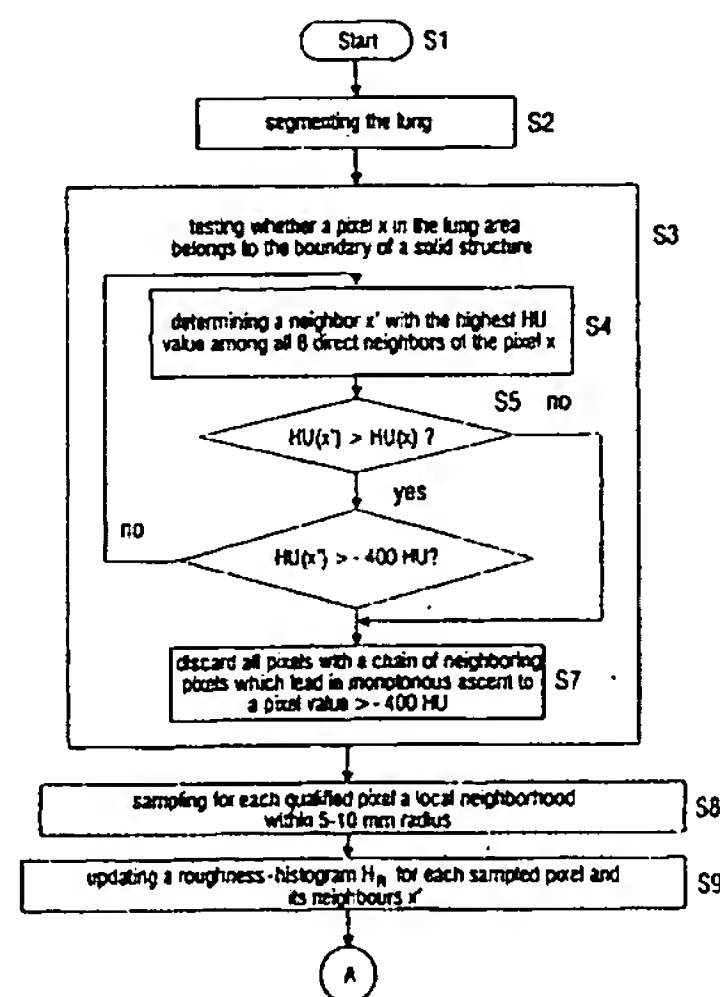 Start S1
segmenting the lung S2
testing whether a pixel x in the lung area
belongs to the boundary of a solid structure S3
determining a neighbor x' with the highest HU
value among all 8 direct neighbors of the pixel x S4
S5 no
HU(x') > HU(x) ?
yes
no
HU(x') > - 400 HU?
discard all pixels with a chain of neighboring
pixels which lead in monotonous ascent to
a pixel value > - 400 HU S7
sampling for each qualified pixel a local neighborhood
within 5-10 mm radius S8
updating a roughness-histogram H_R for each sampled pixel and
its neighbours x' S9
A